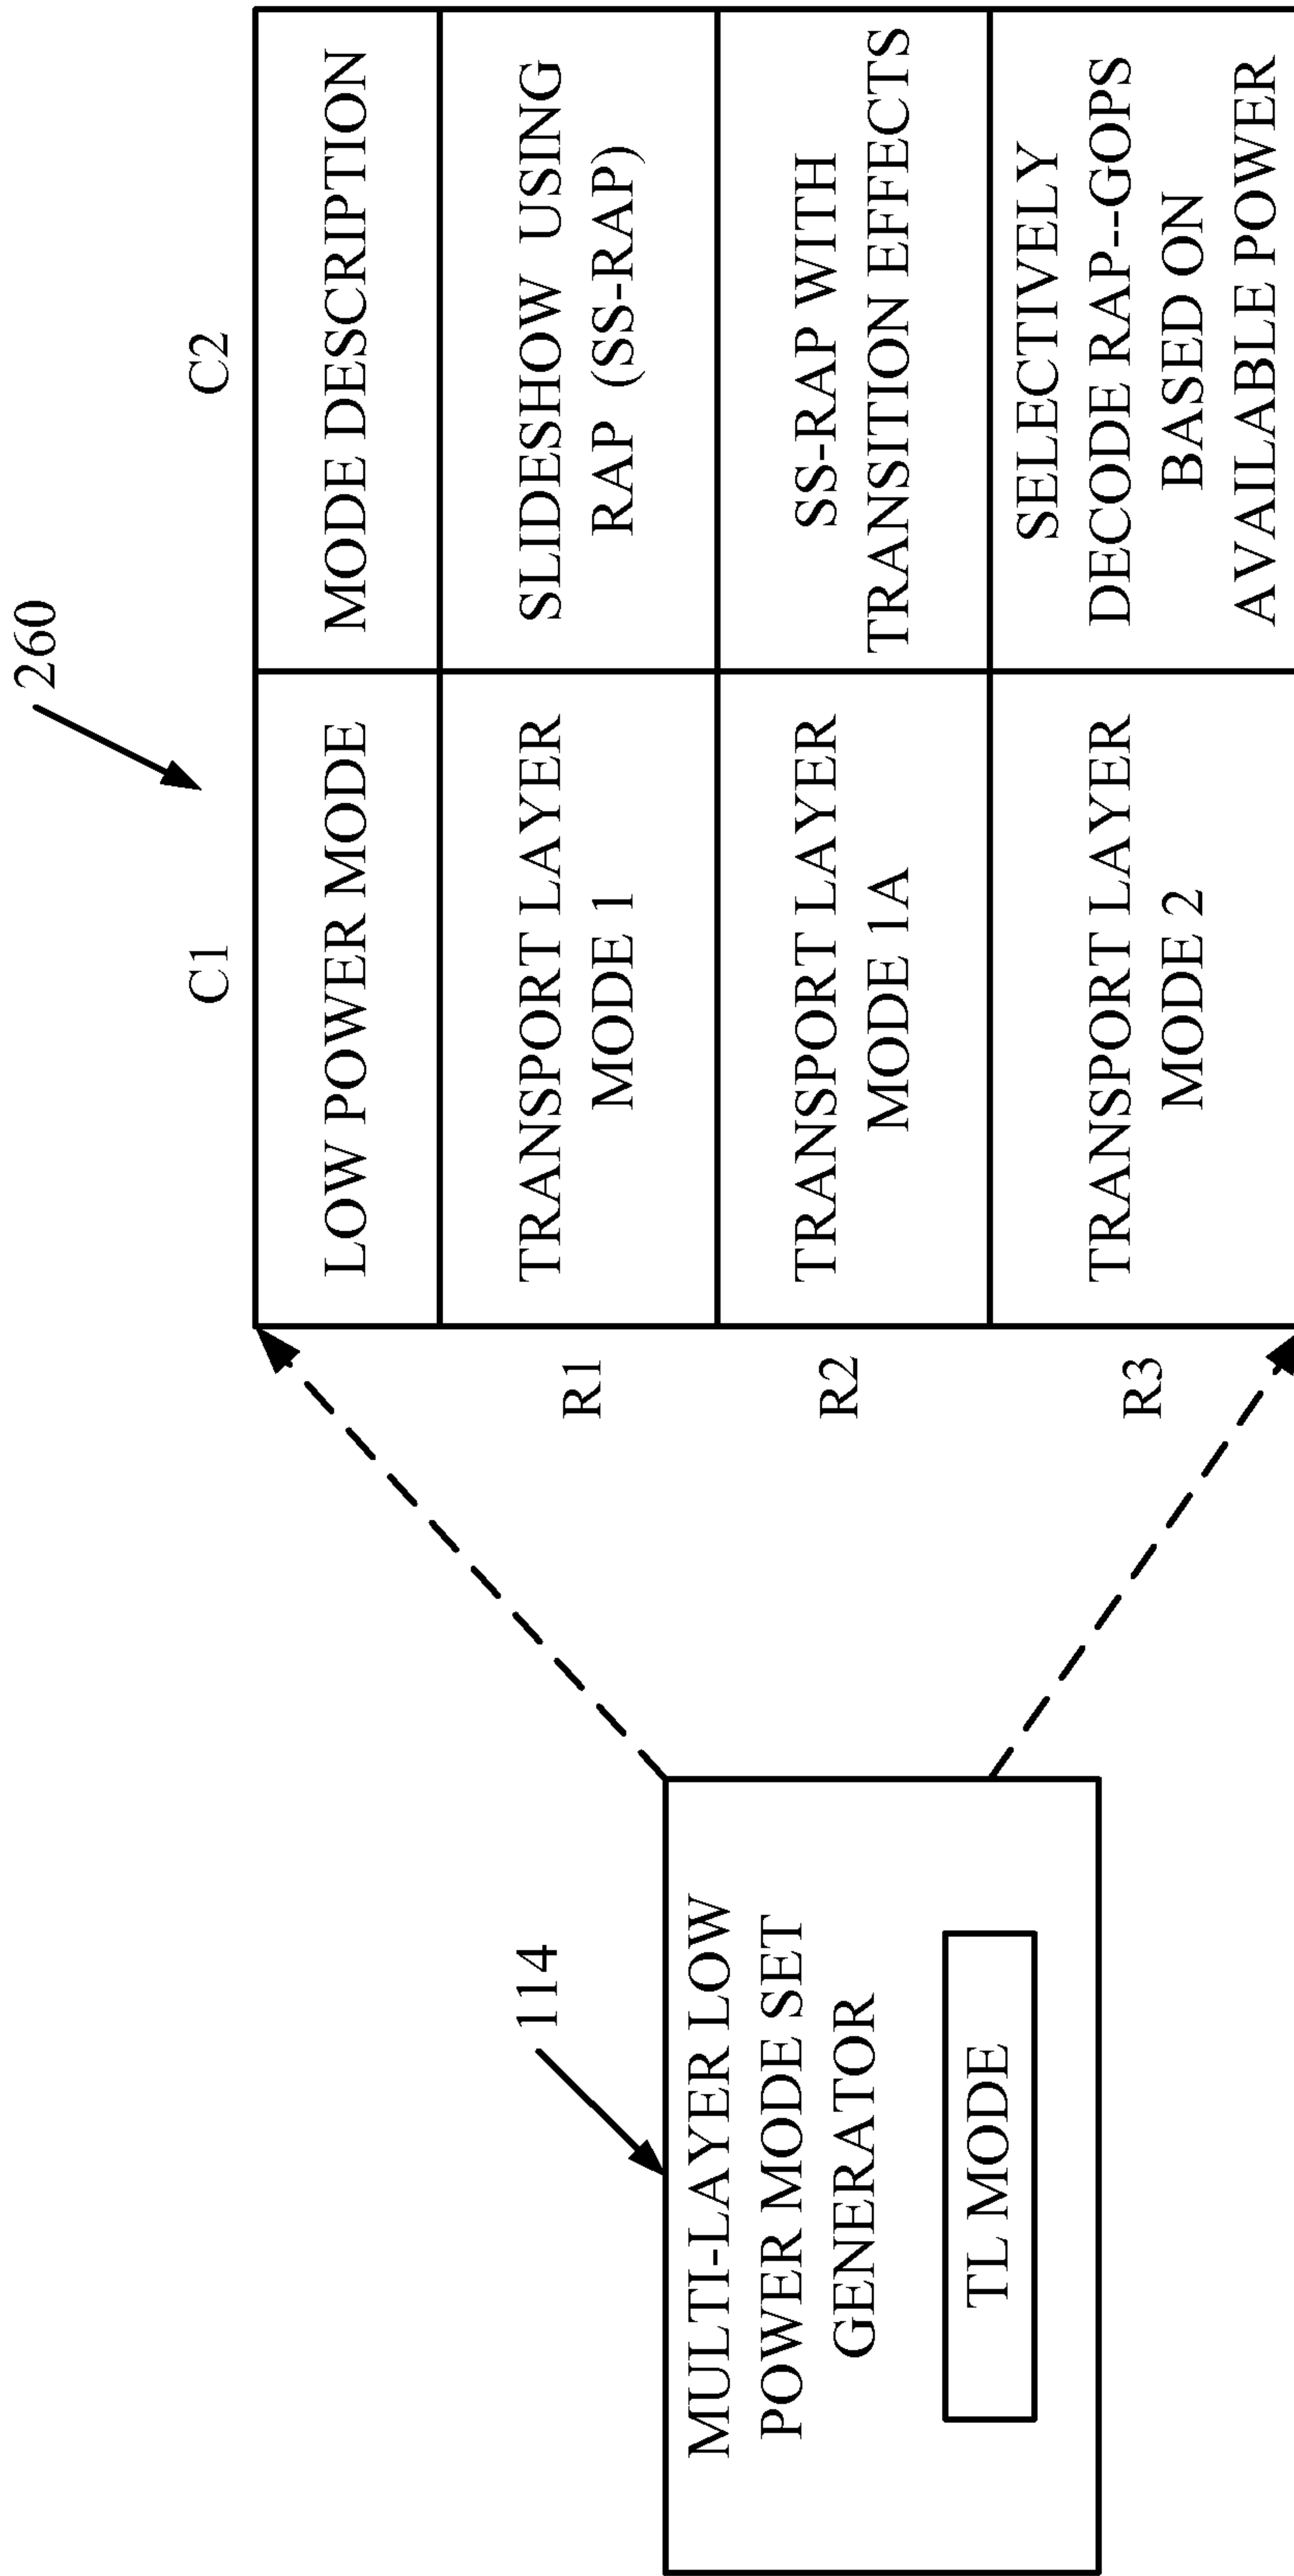 260
C1
C2
LOW POWER MODE
MODE DESCRIPTION
R1
TRANSPORT LAYER
MODE 1
SLIDESHOW USING
RAP (SS-RAP)
R2
TRANSPORT LAYER
MODE 1A
SS-RAP WITH
TRANSITION EFFECTS
R3
TRANSPORT LAYER
MODE 2
SELECTIVELY
DECODE RAP--GOPS
BASED ON
AVAILABLE POWER
114
MULTI-LAYER LOW
POWER MODE SET
GENERATOR
TL MODE